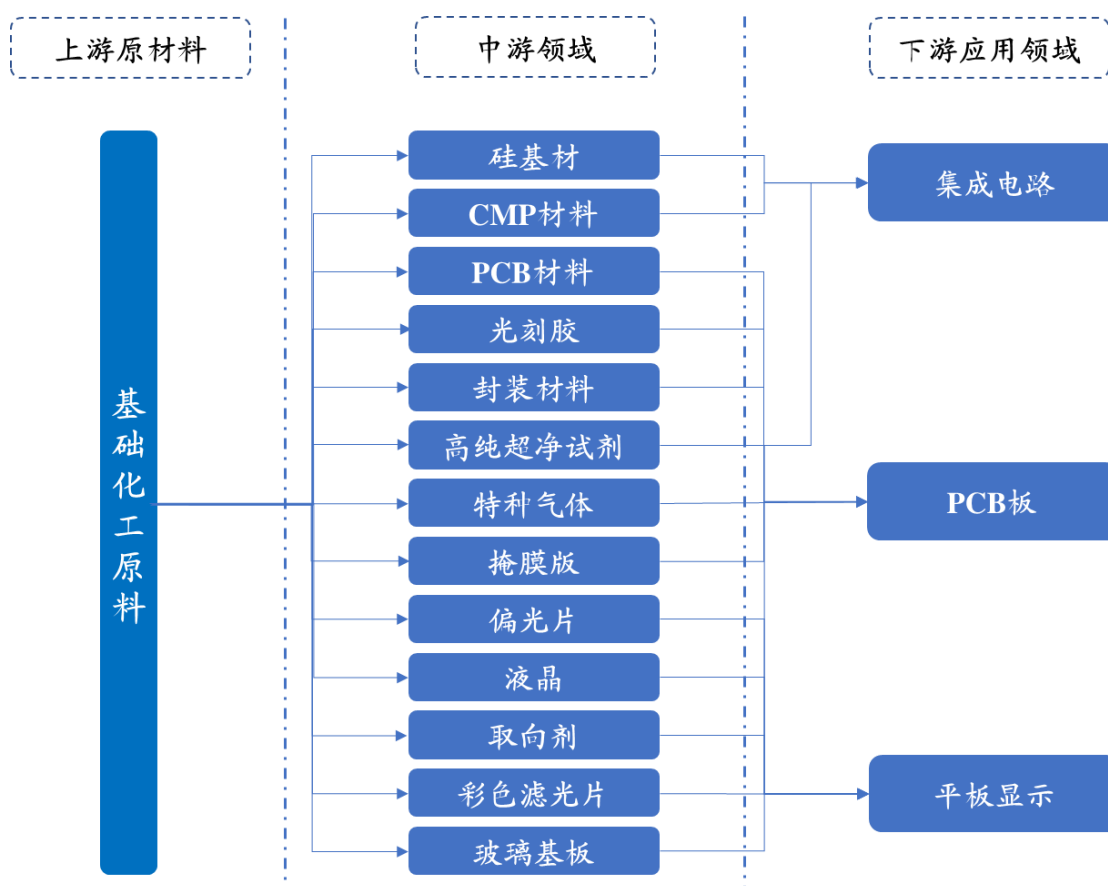 上游原材料
中游领域
下游应用领域
基础化工原料
硅基材
CMP材料
PCB材料
光刻胶
封装材料
高纯超净试剂
特种气体
掩膜版
偏光片
液晶
取向剂
彩色滤光片
玻璃基板
集成电路
PCB板
平板显示